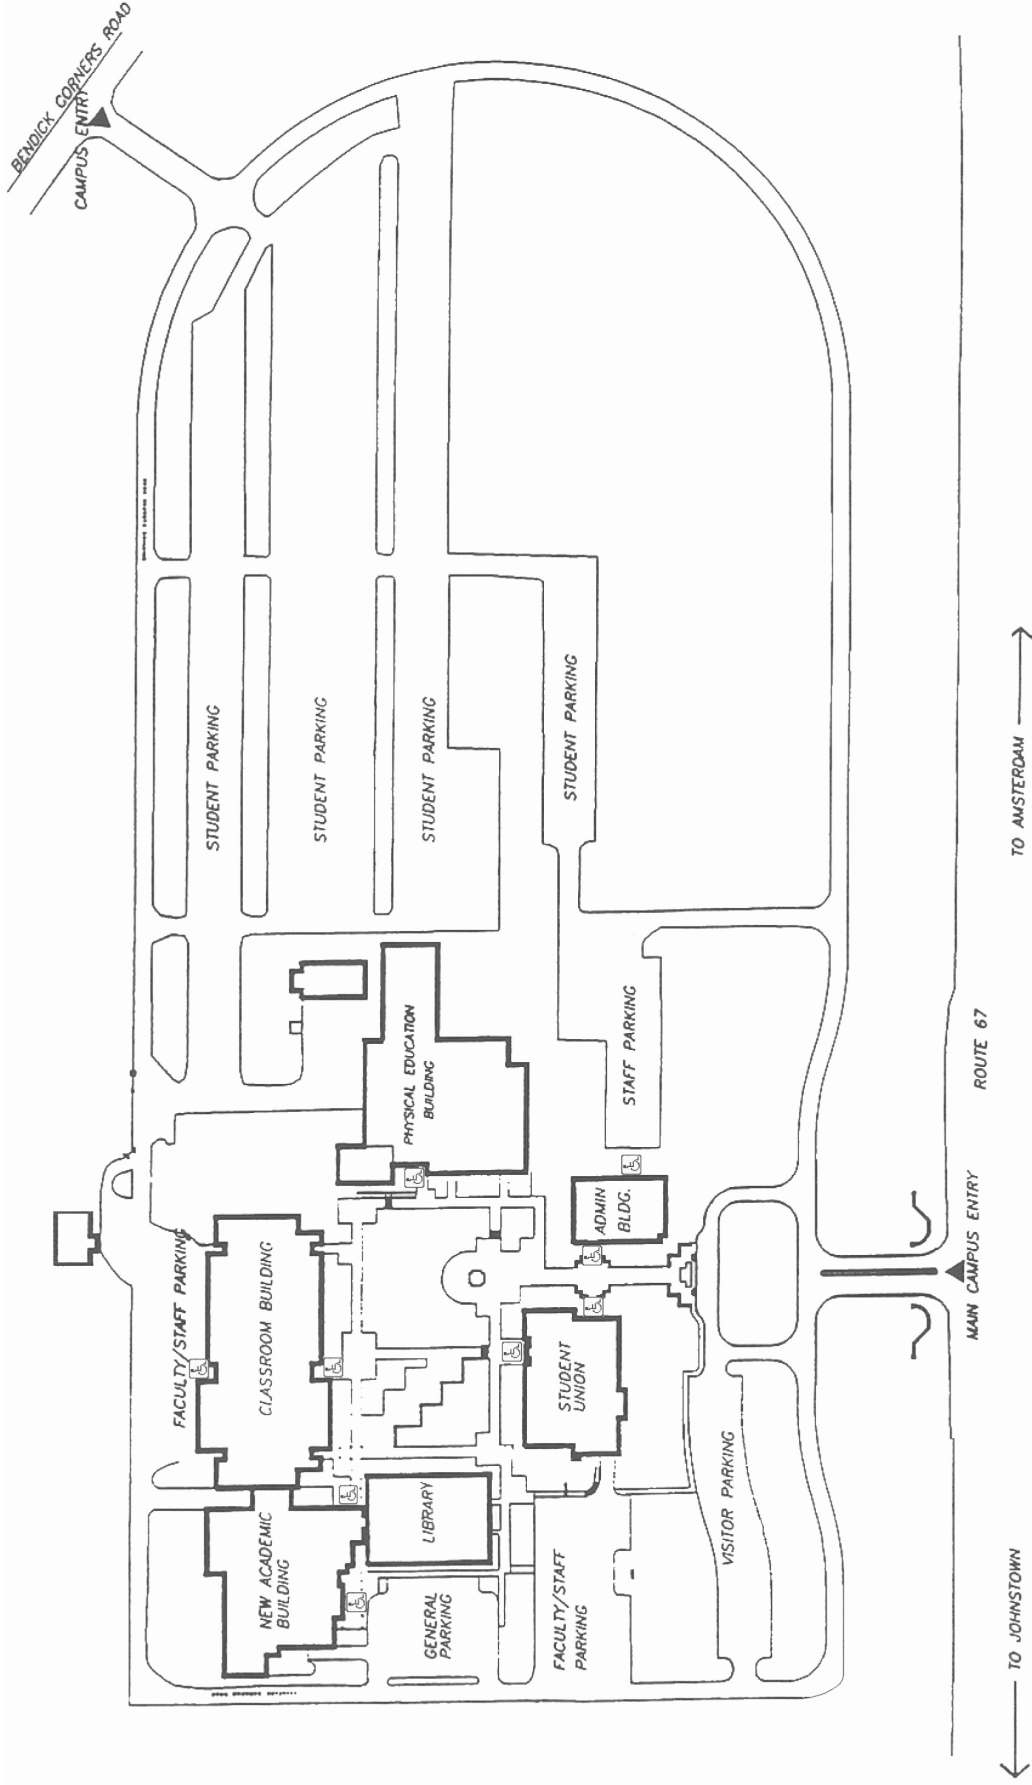 BENDICK CORNERS ROAD
CAMPUS ENTRY
STUDENT PARKING
STUDENT PARKING
STUDENT PARKING
STUDENT PARKING
STAFF PARKING
PHYSICAL EDUCATION
BUILDING
ADMIN
BLDG.
FACULTY/STAFF PARKING
CLASSROOM BUILDING
STUDENT
UNION
NEW ACADEMIC
BUILDING
LIBRARY
GENERAL
PARKING
FACULTY/STAFF
PARKING
VISITOR PARKING
MAIN CAMPUS ENTRY
ROUTE 67
TO AMSTERDAM
TO JOHNSTOWN